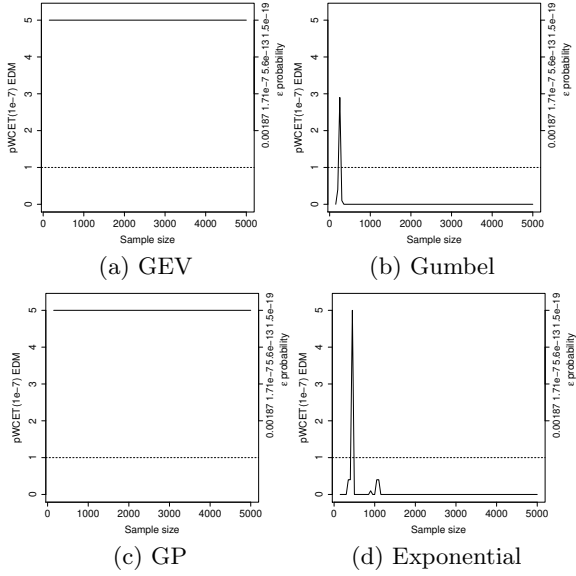 0 1 2 3 4 5
pWCET(1e-7) EDM
0 1000 2000 3000 4000 5000
Sample size
0.00187 1.71e-7 5.6e-13 1.5e-19
ε probability
(a) GEV
0 1 2 3 4 5
pWCET(1e-7) EDM
0 1000 2000 3000 4000 5000
Sample size
0.00187 1.71e-7 5.6e-13 1.5e-19
ε probability
(b) Gumbel
0 1 2 3 4 5
pWCET(1e-7) EDM
0 1000 2000 3000 4000 5000
Sample size
0.00187 1.71e-7 5.6e-13 1.5e-19
ε probability
(c) GP
0 1 2 3 4 5
pWCET(1e-7) EDM
0 1000 2000 3000 4000 5000
Sample size
0.00187 1.71e-7 5.6e-13 1.5e-19
ε probability
(d) Exponential